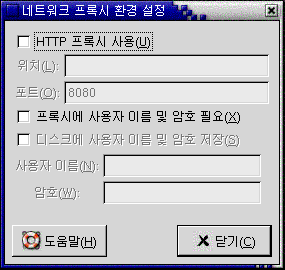 네트워크 프록시 환경 설정
HTTP 프록시 사용(U)
위치(L):
포트(O): 8080
프록시에 사용자 이름 및 암호 필요(X)
디스크에 사용자 이름 및 암호 저장(S)
사용자 이름(N):
암호(W):
도움말(H) 닫기(C)